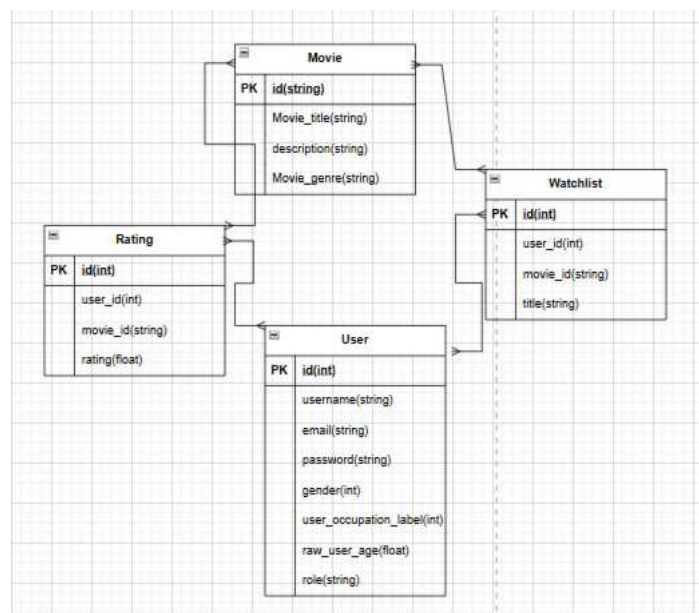 Movie
PK id(string)
Movie_title(string)
description(string)
Movie_genre(string)
Watchlist
PK id(int)
user_id(int)
movie_id(string)
title(string)
Rating
PK id(int)
user_id(int)
movie_id(string)
rating(float)
User
PK id(int)
username(string)
email(string)
password(string)
gender(int)
user_occupation_label(int)
raw_user_age(float)
role(string)